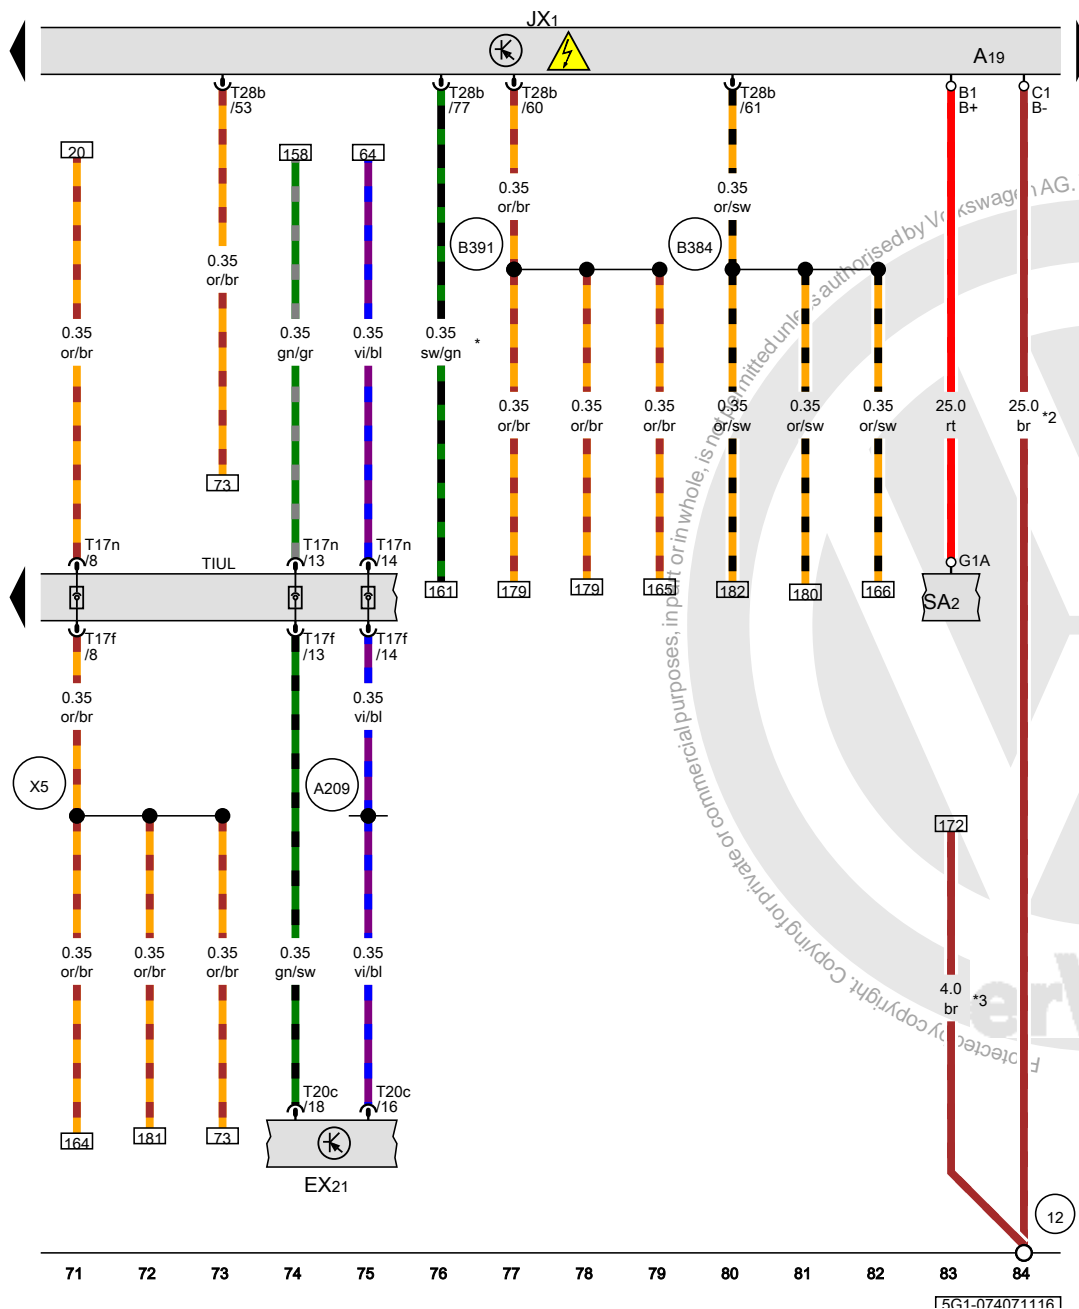 JX1
A19
T28b
/53
T28b
/77
T28b
/60
T28b
/61
B1
B+
C1
B-
20
158
64
0.35
or/br
0.35
or/sw
B391
B384
0.35
or/br
0.35
or/br
0.35
gn/gr
0.35
vi/bl
0.35
sw/gn
*
0.35
or/br
0.35
or/br
0.35
or/br
0.35
or/sw
0.35
or/sw
0.35
or/sw
25.0
rt
25.0
br
*2
73
T17n
/8
TIUL
T17n
/13
T17n
/14
G1A
161
179
179
165
182
180
166
SA2
T17f
/8
T17f
/13
T17f
/14
0.35
or/br
0.35
vi/bl
X5
A209
172
0.35
or/br
0.35
or/br
0.35
or/br
0.35
gn/sw
0.35
vi/bl
4.0
br
*3
T20c
/18
T20c
/16
164
181
73
EX21
12
71 72 73 74 75 76 77 78 79 80 81 82 83 84
5G1-074071116